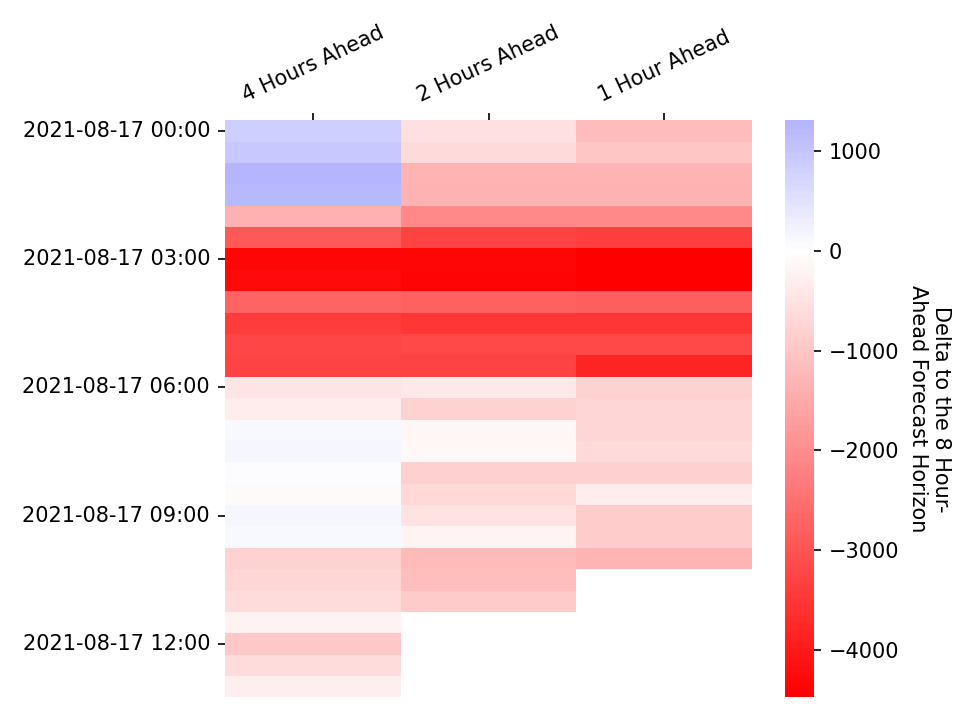 4 Hours Ahead
2 Hours Ahead
1 Hour Ahead
2021-08-17 00:00
2021-08-17 03:00
2021-08-17 06:00
2021-08-17 09:00
2021-08-17 12:00
1000
0
−1000
−2000
−3000
−4000
Delta to the 8 Hour-
Ahead Forecast Horizon